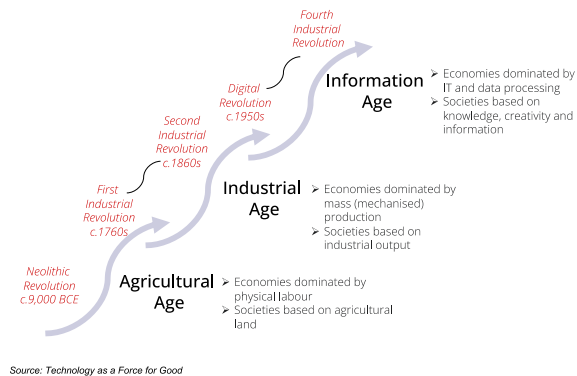 Fourth
Industrial
Revolution
Digital
Revolution
c.1950s
Information
Age
➢ Economies dominated by
IT and data processing
➢ Societies based on
knowledge, creativity and
information
Second
Industrial
Revolution
c.1860s
First
Industrial
Revolution
c.1760s
Industrial
Age
➢ Economies dominated by
mass (mechanised)
production
➢ Societies based on
industrial output
Neolithic
Revolution
c.9,000 BCE
Agricultural
Age
➢ Economies dominated by
physical labour
➢ Societies based on agricultural
land
Source: Technology as a Force for Good